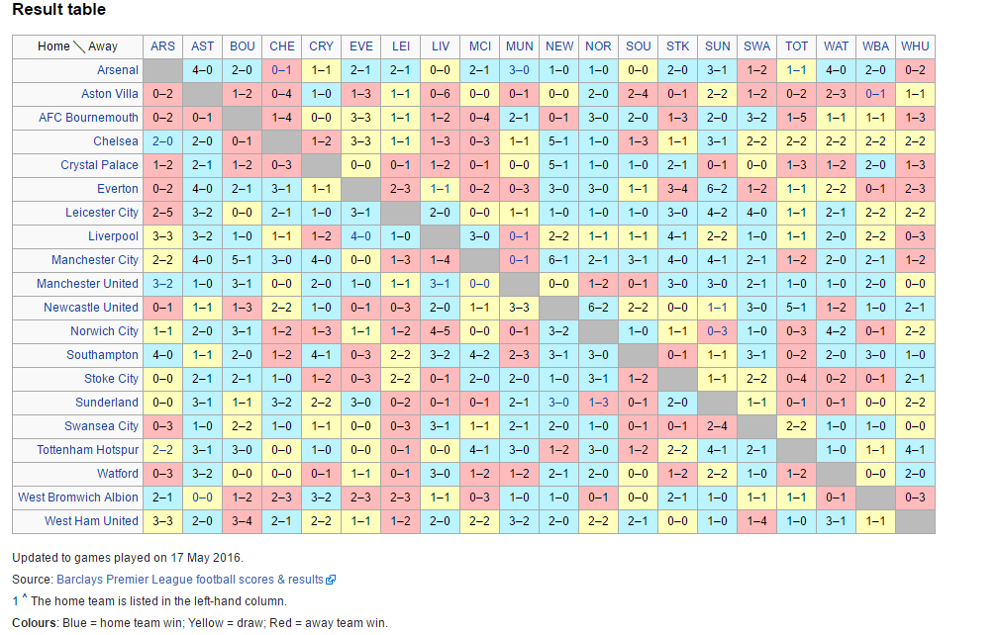 Result table
Home Away ARS AST BOU CHE CRY EVE LEI LIV MCI MUN NEW NOR SOU STK SUN SWA TOT WAT WBA WHU
Arsenal 4–0 2–0 0–1 1–1 2–1 2–1 0–0 2–1 3–0 1–0 1–0 0–0 2–0 3–1 1–2 1–1 4–0 2–0 0–2
Aston Villa 0–2 1–2 0–4 1–0 1–3 1–1 0–6 0–0 0–1 0–0 2–0 2–4 0–1 2–2 1–2 0–2 2–3 0–1 1–1
AFC Bournemouth 0–2 0–1 1–4 0–0 3–3 1–1 1–2 0–4 2–1 0–1 3–0 2–0 1–3 2–0 3–2 1–5 1–1 1–1 1–3
Chelsea 2–0 2–0 0–1 1–2 3–3 1–1 1–3 0–3 1–1 5–1 1–0 1–3 1–1 3–1 2–2 2–2 2–2 2–2 2–2
Crystal Palace 1–2 2–1 1–2 0–3 0–0 0–1 1–2 0–1 0–0 5–1 1–0 1–0 2–1 0–1 0–0 1–3 1–2 2–0 1–3
Everton 0–2 4–0 2–1 3–1 1–1 2–3 1–1 0–2 0–3 3–0 3–0 1–1 3–4 6–2 1–2 1–1 2–2 0–1 2–3
Leicester City 2–5 3–2 0–0 2–1 1–0 3–1 2–0 0–0 1–1 1–0 1–0 1–0 3–0 4–2 4–0 1–1 2–1 2–2 2–2
Liverpool 3–3 3–2 1–0 1–1 1–2 4–0 1–0 3–0 0–1 2–2 1–1 1–1 4–1 2–2 1–0 1–1 2–0 2–2 0–3
Manchester City 2–2 4–0 5–1 3–0 4–0 0–0 1–3 1–4 0–1 6–1 2–1 3–1 4–0 4–1 2–1 1–2 2–0 2–1 1–2
Manchester United 3–2 1–0 3–1 0–0 2–0 1–0 1–1 3–1 0–0 0–0 1–2 0–1 3–0 3–0 2–1 1–0 1–0 2–0 0–0
Newcastle United 0–1 1–1 1–3 2–2 1–0 0–1 0–3 2–0 1–1 3–3 6–2 2–2 0–0 1–1 3–0 5–1 1–2 1–0 2–1
Norwich City 1–1 2–0 3–1 1–2 1–3 1–1 1–2 4–5 0–0 0–1 3–2 1–0 1–1 0–3 1–0 0–3 4–2 0–1 2–2
Southampton 4–0 1–1 2–0 1–2 4–1 0–3 2–2 3–2 4–2 2–3 3–1 3–0 0–1 1–1 3–1 0–2 2–0 3–0 1–0
Stoke City 0–0 2–1 2–1 1–0 1–2 0–3 2–2 0–1 2–0 2–0 1–0 3–1 1–2 1–1 2–2 0–4 0–2 0–1 2–1
Sunderland 0–0 3–1 1–1 3–2 2–2 3–0 0–2 0–1 0–1 2–1 3–0 1–3 0–1 2–0 1–1 0–1 0–1 0–0 2–2
Swansea City 0–3 1–0 2–2 1–0 1–1 0–0 0–3 3–1 1–1 2–1 2–0 1–0 0–1 0–1 2–4 2–2 1–0 1–0 0–0
Tottenham Hotspur 2–2 3–1 3–0 0–0 1–0 0–0 0–1 0–0 4–1 3–0 1–2 3–0 1–2 2–2 4–1 2–1 1–0 1–1 4–1
Watford 0–3 3–2 0–0 0–0 0–1 1–1 0–1 3–0 1–2 1–2 2–1 2–0 0–0 1–2 2–2 1–0 1–2 0–0 2–0
West Bromwich Albion 2–1 0–0 1–2 2–3 3–2 2–3 2–3 1–1 0–3 1–0 1–0 0–1 0–0 2–1 1–0 1–1 1–1 0–1 0–3
West Ham United 3–3 2–0 3–4 2–1 2–2 1–1 1–2 2–0 2–2 3–2 2–0 2–2 2–1 0–0 1–0 1–4 1–0 3–1 1–1
Updated to games played on 17 May 2016.
Source: Barclays Premier League football scores & results
1 ^ The home team is listed in the left-hand column.
Colours: Blue = home team win; Yellow = draw; Red = away team win.